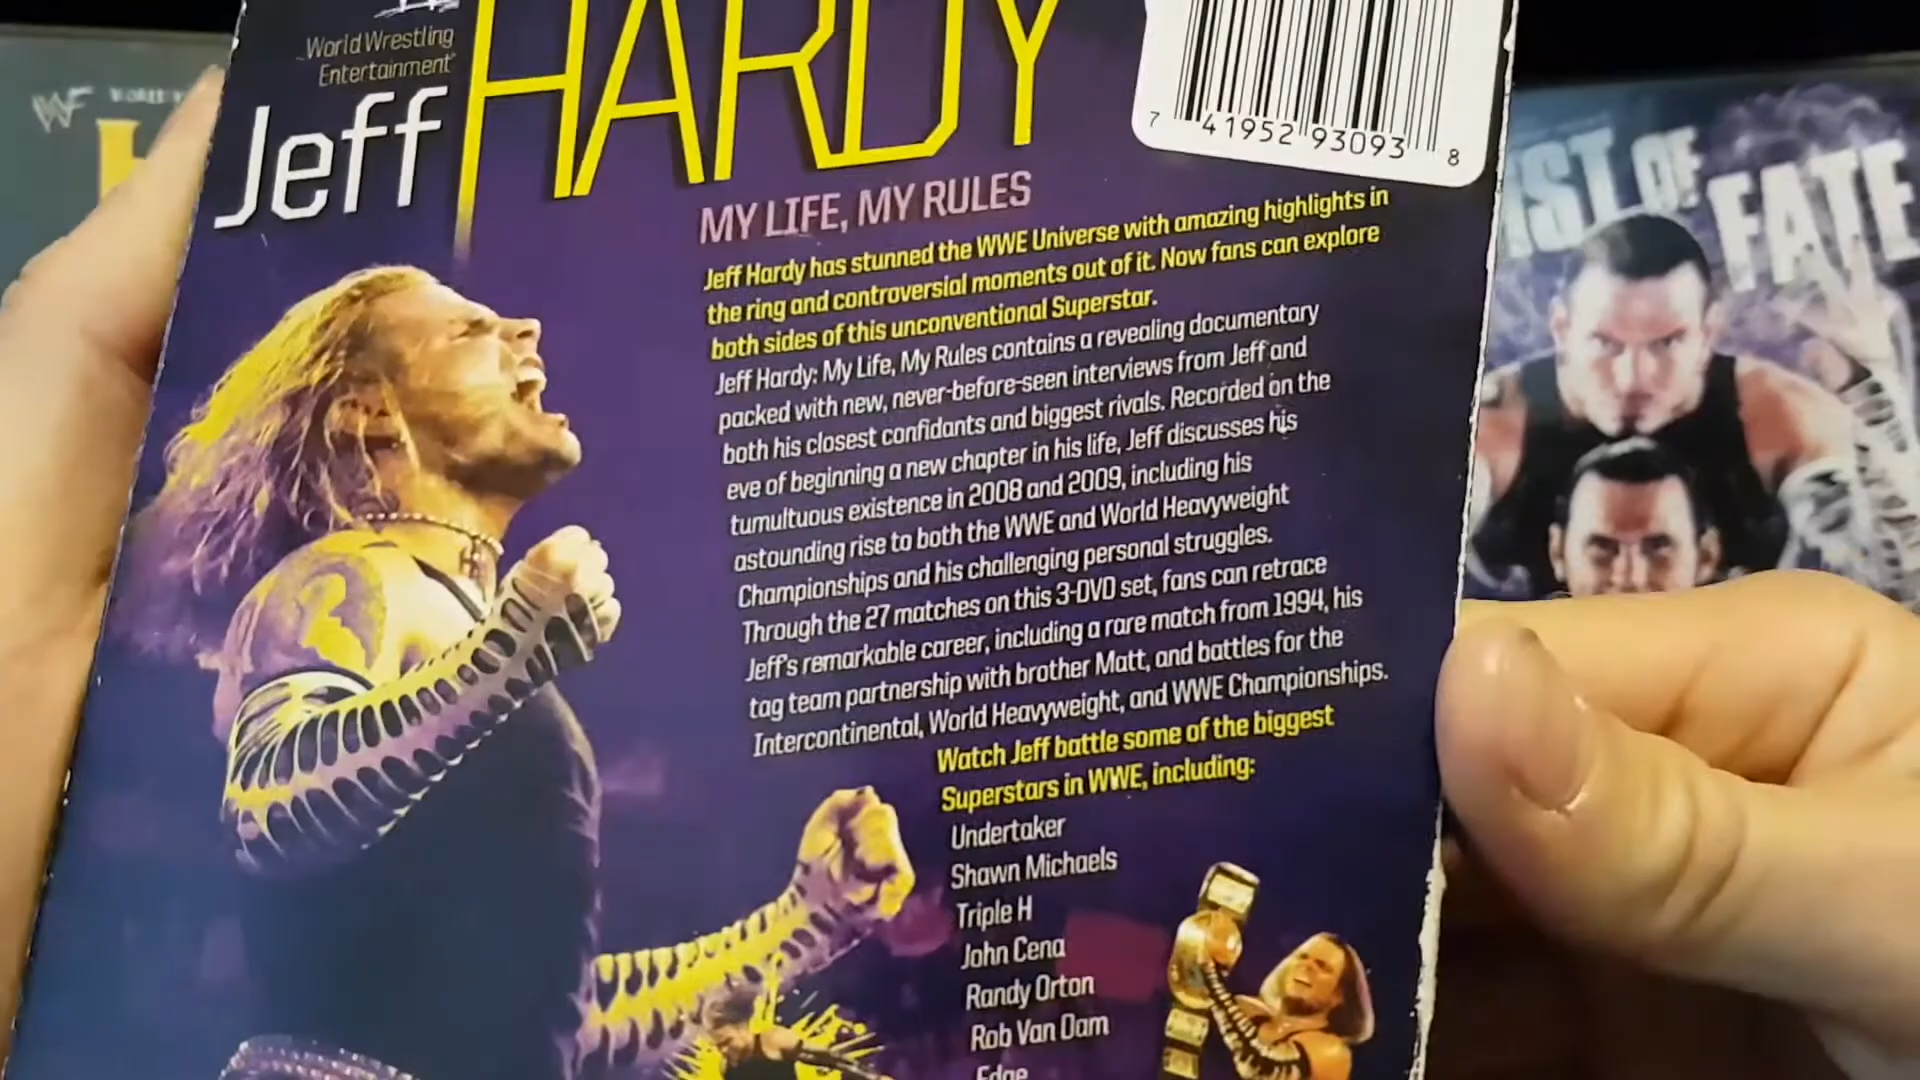 World Wrestling
Entertainment
Jeff HARDY
7 41952 93093 8
MY LIFE, MY RULES
Jeff Hardy has stunned the WWE Universe with amazing highlights in
the ring and controversial moments out of it. Now fans can explore
both sides of this unconventional Superstar.
Jeff Hardy: My Life, My Rules contains a revealing documentary
packed with new, never-before-seen interviews from Jeff and
both his closest confidants and biggest rivals. Recorded on the
eve of beginning a new chapter in his life, Jeff discusses his
tumultuous existence in 2008 and 2009, including his
astounding rise to both the WWE and World Heavyweight
Championships and his challenging personal struggles.
Through the 27 matches on this 3-DVD set, fans can retrace
Jeff's remarkable career, including a rare match from 1994, his
tag team partnership with brother Matt, and battles for the
Intercontinental, World Heavyweight, and WWE Championships.
Watch Jeff battle some of the biggest
Superstars in WWE, including:
Undertaker
Shawn Michaels
Triple H
John Cena
Randy Orton
Rob Van Dam
Edge
IST OF
FATE